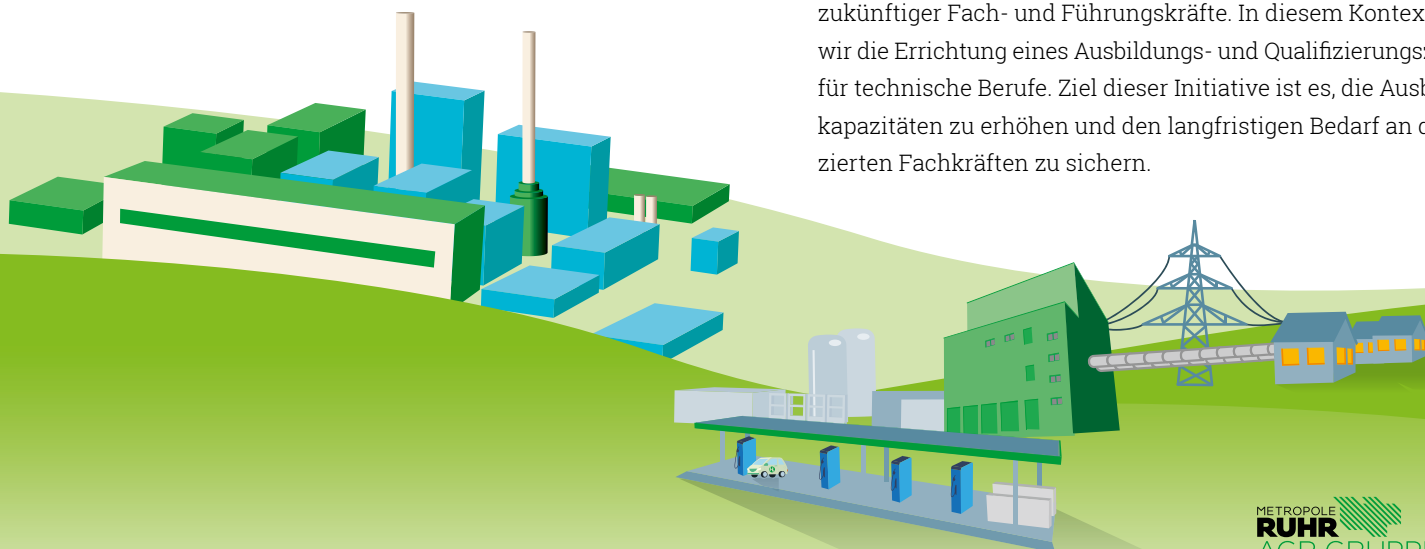 zukünftiger Fach- und Führungskräfte. In diesem Kontex
wir die Errichtung eines Ausbildungs- und Qualifizierungs
für technische Berufe. Ziel dieser Initiative ist es, die Ausb
kapazitäten zu erhöhen und den langfristigen Bedarf an
zierten Fachkräften zu sichern.
METROPOLE
RUHR
AGR GRUPPE